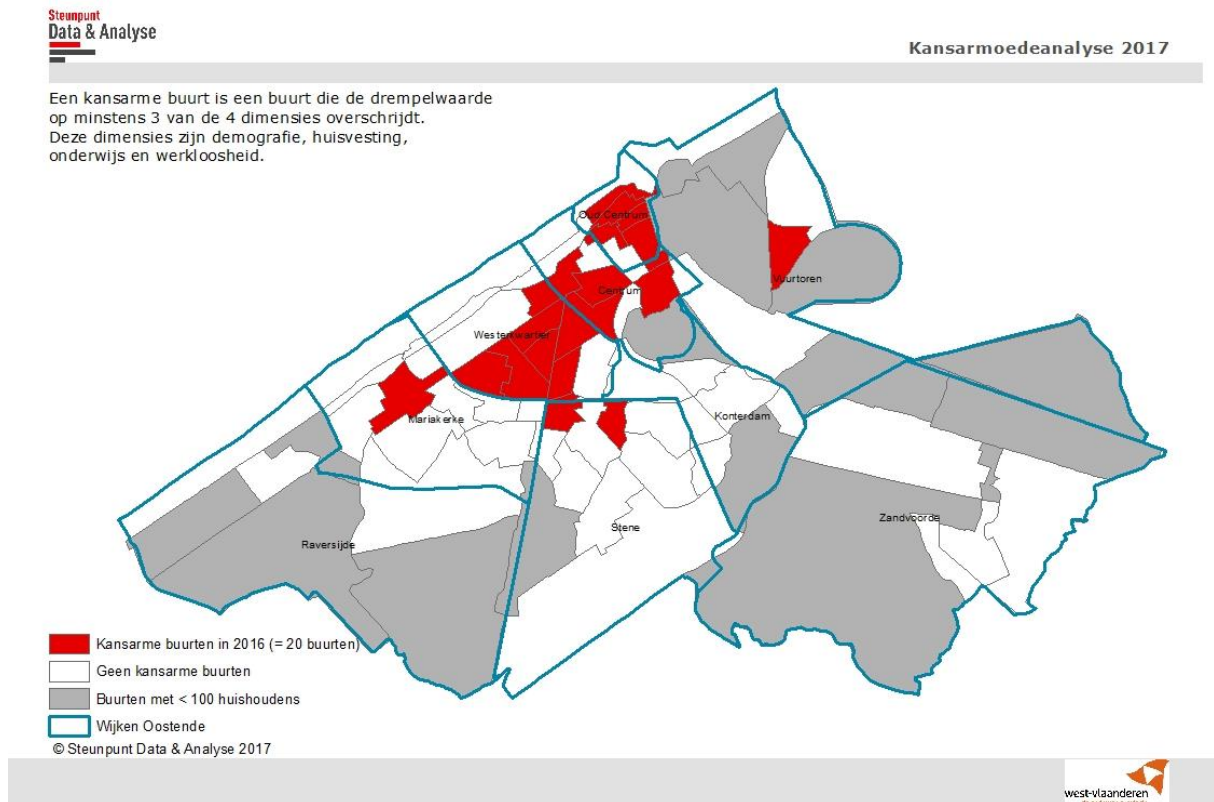 Steunpunt
Data & Analyse
Kansarmoedeanalyse 2017
Een kansarme buurt is een buurt die de drempelwaarde
op minstens 3 van de 4 dimensies overschrijdt.
Deze dimensies zijn demografie, huisvesting,
onderwijs en werkloosheid.
Oud Centrum
Vuurtoren
Centrum
Westerkwartier
Mariakerke
Konterdam
Stene
Zandvoorde
Raversijde
Kansarme buurten in 2016 (= 20 buurten)
Geen kansarme buurten
Buurten met < 100 huishoudens
Wijken Oostende
© Steunpunt Data & Analyse 2017
west-vlaanderen